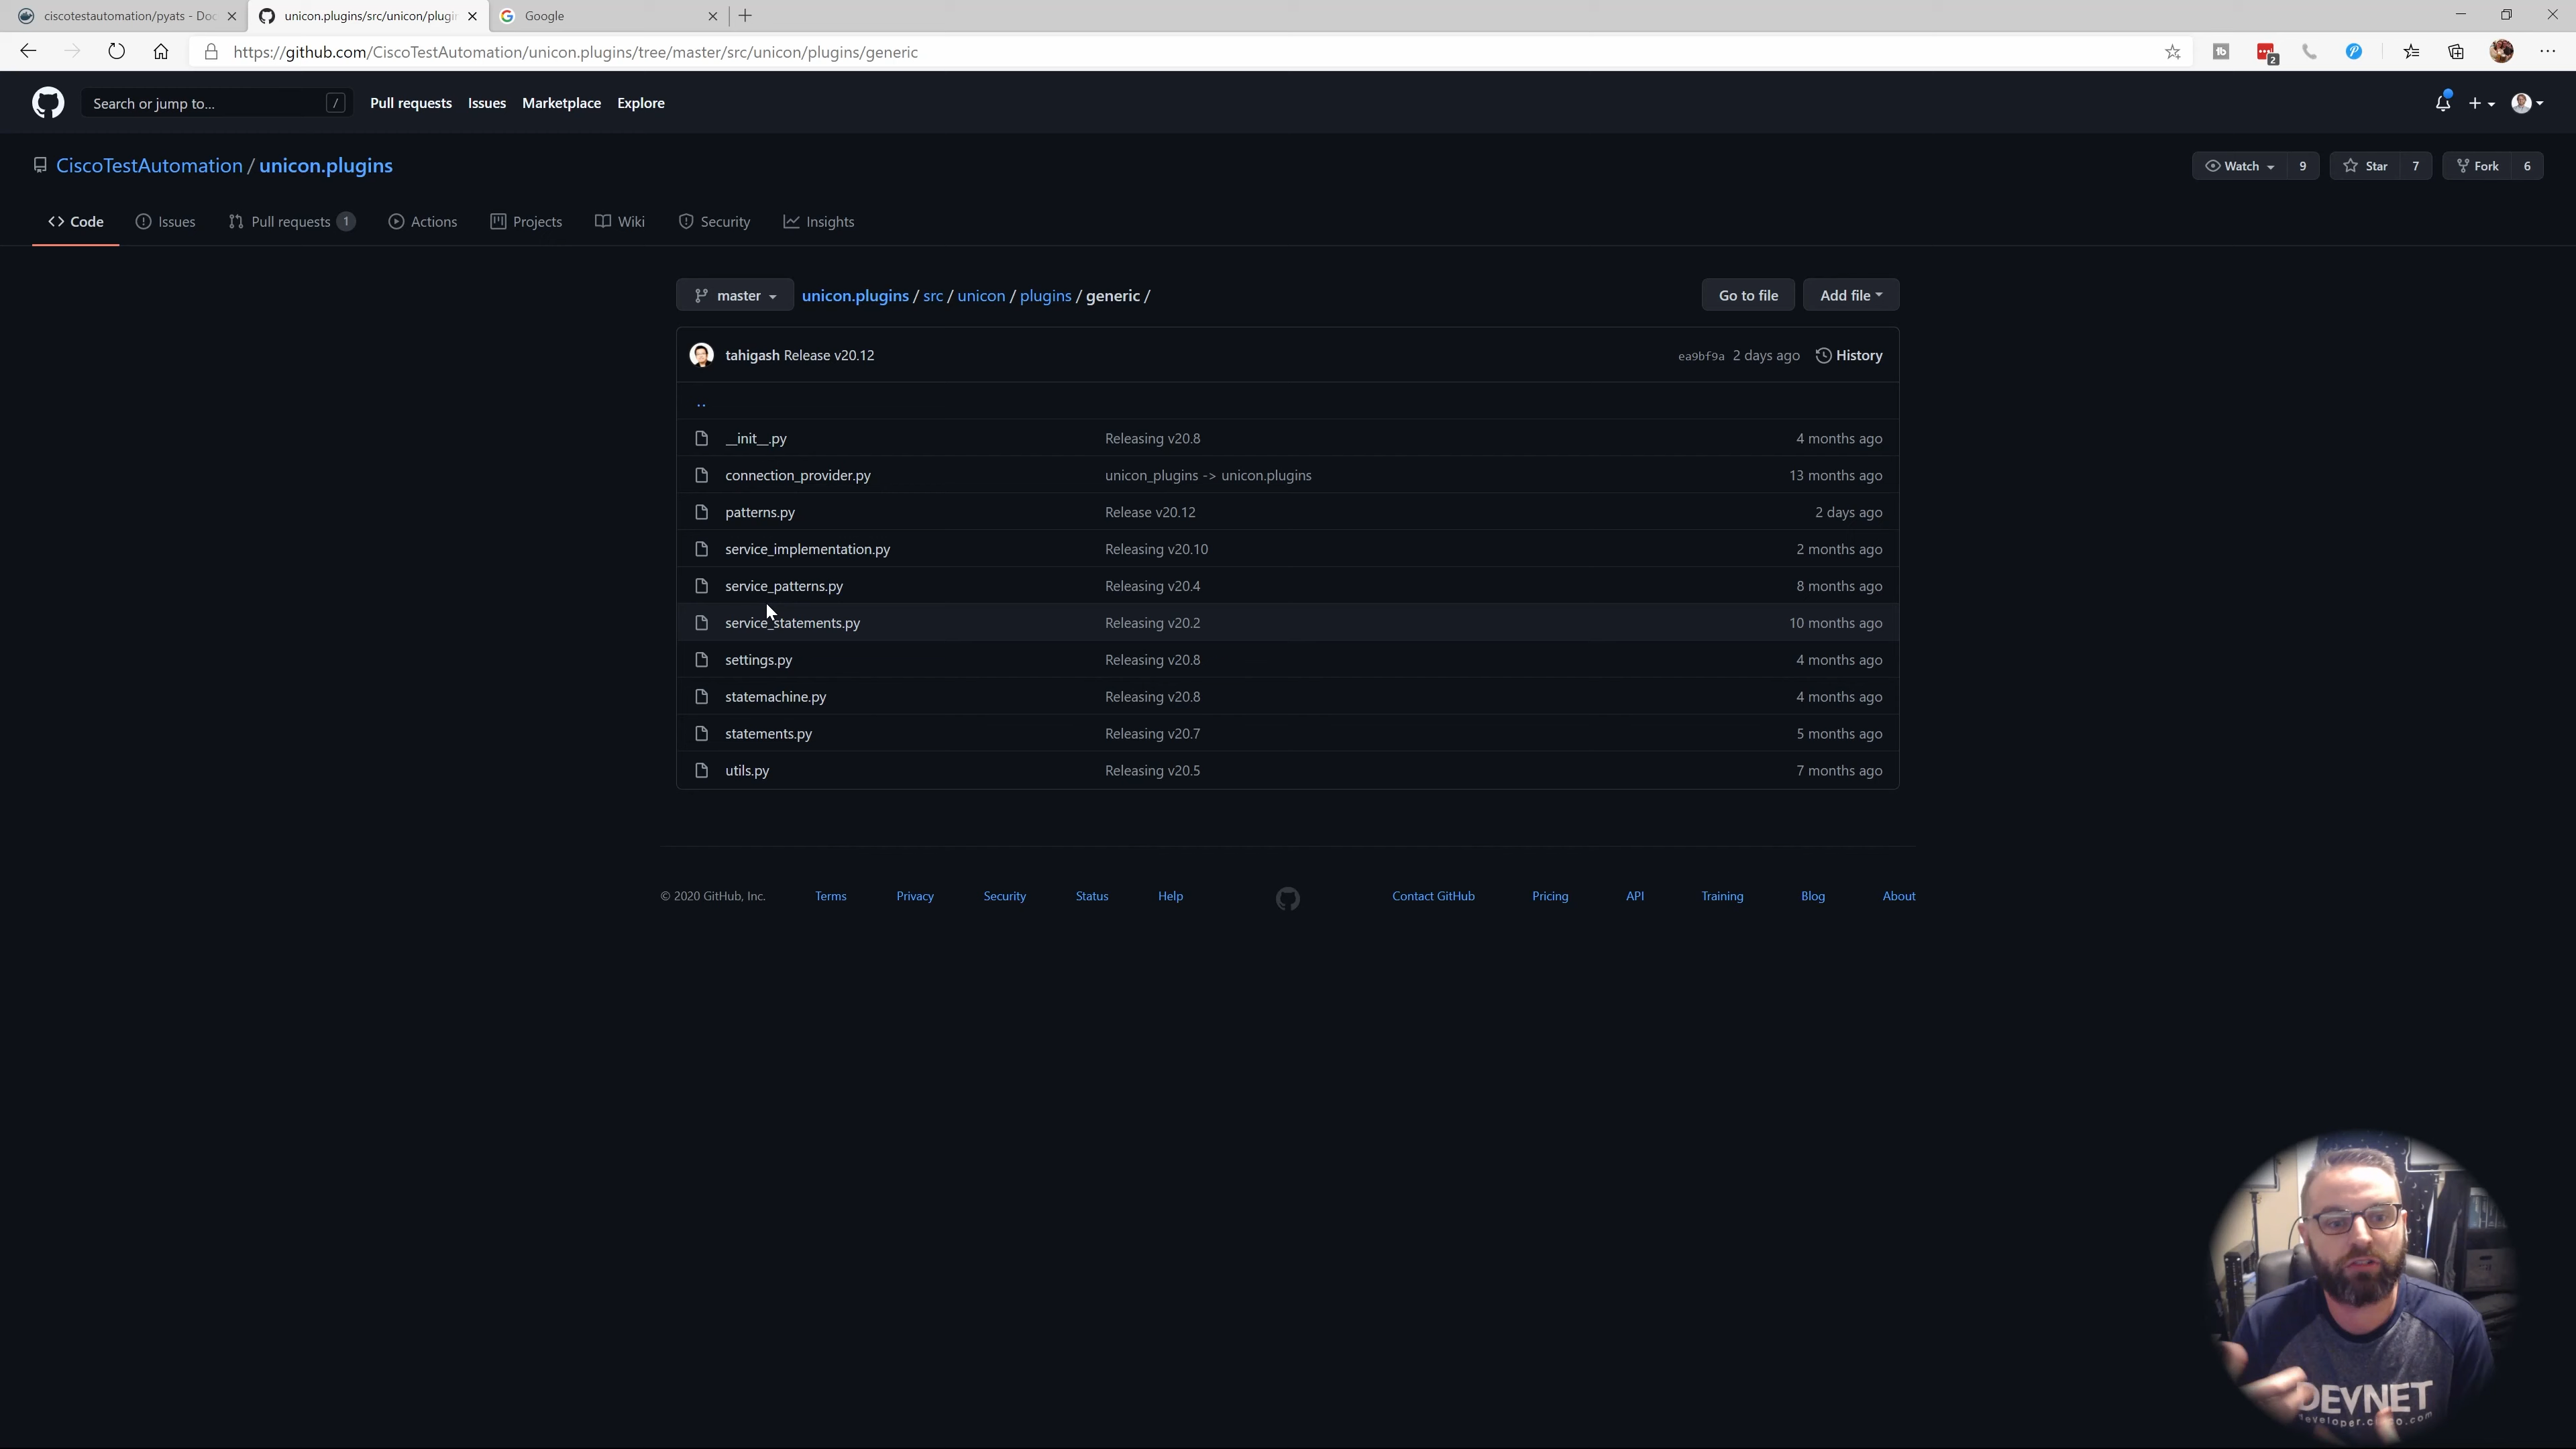 ciscotestautomation/pyats - Doc
unicon.plugins/src/unicon/plugin
Google
https://github.com/CiscoTestAutomation/unicon.plugins/tree/master/src/unicon/plugins/generic
2
Search or jump to...
/
Pull requests
Issues
Marketplace
Explore
CiscoTestAutomation / unicon.plugins
Watch 9
Star 7
Fork 6
Code
Issues
Pull requests 1
Actions
Projects
Wiki
Security
Insights
master
unicon.plugins / src / unicon / plugins / generic /
Go to file
Add file
tahigash Release v20.12
ea9bf9a 2 days ago History
..
__init__.py Releasing v20.8 4 months ago
connection_provider.py unicon_plugins -> unicon.plugins 13 months ago
patterns.py Release v20.12 2 days ago
service_implementation.py Releasing v20.10 2 months ago
service_patterns.py Releasing v20.4 8 months ago
service_statements.py Releasing v20.2 10 months ago
settings.py Releasing v20.8 4 months ago
statemachine.py Releasing v20.8 4 months ago
statements.py Releasing v20.7 5 months ago
utils.py Releasing v20.5 7 months ago
© 2020 GitHub, Inc. Terms Privacy Security Status Help Contact GitHub Pricing API Training Blog About
DEVNET
developer.cisco.com